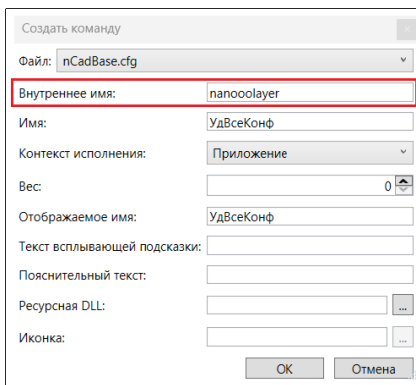 Создать команду
Файл: nCadBase.cfg
Внутреннее имя: nanooolayer
Имя: УдВсеКонф
Контекст исполнения: Приложение
Вес: 0
Отображаемое имя: УдВсеКонф
Текст всплывающей подсказки:
Пояснительный текст:
Ресурсная DLL: ...
Иконка: ...
ОК Отмена